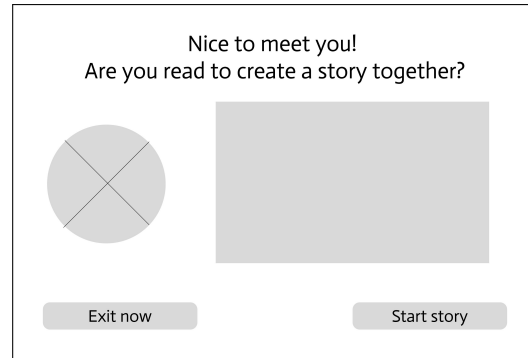 Nice to meet you!
Are you read to create a story together?
Exit now
Start story